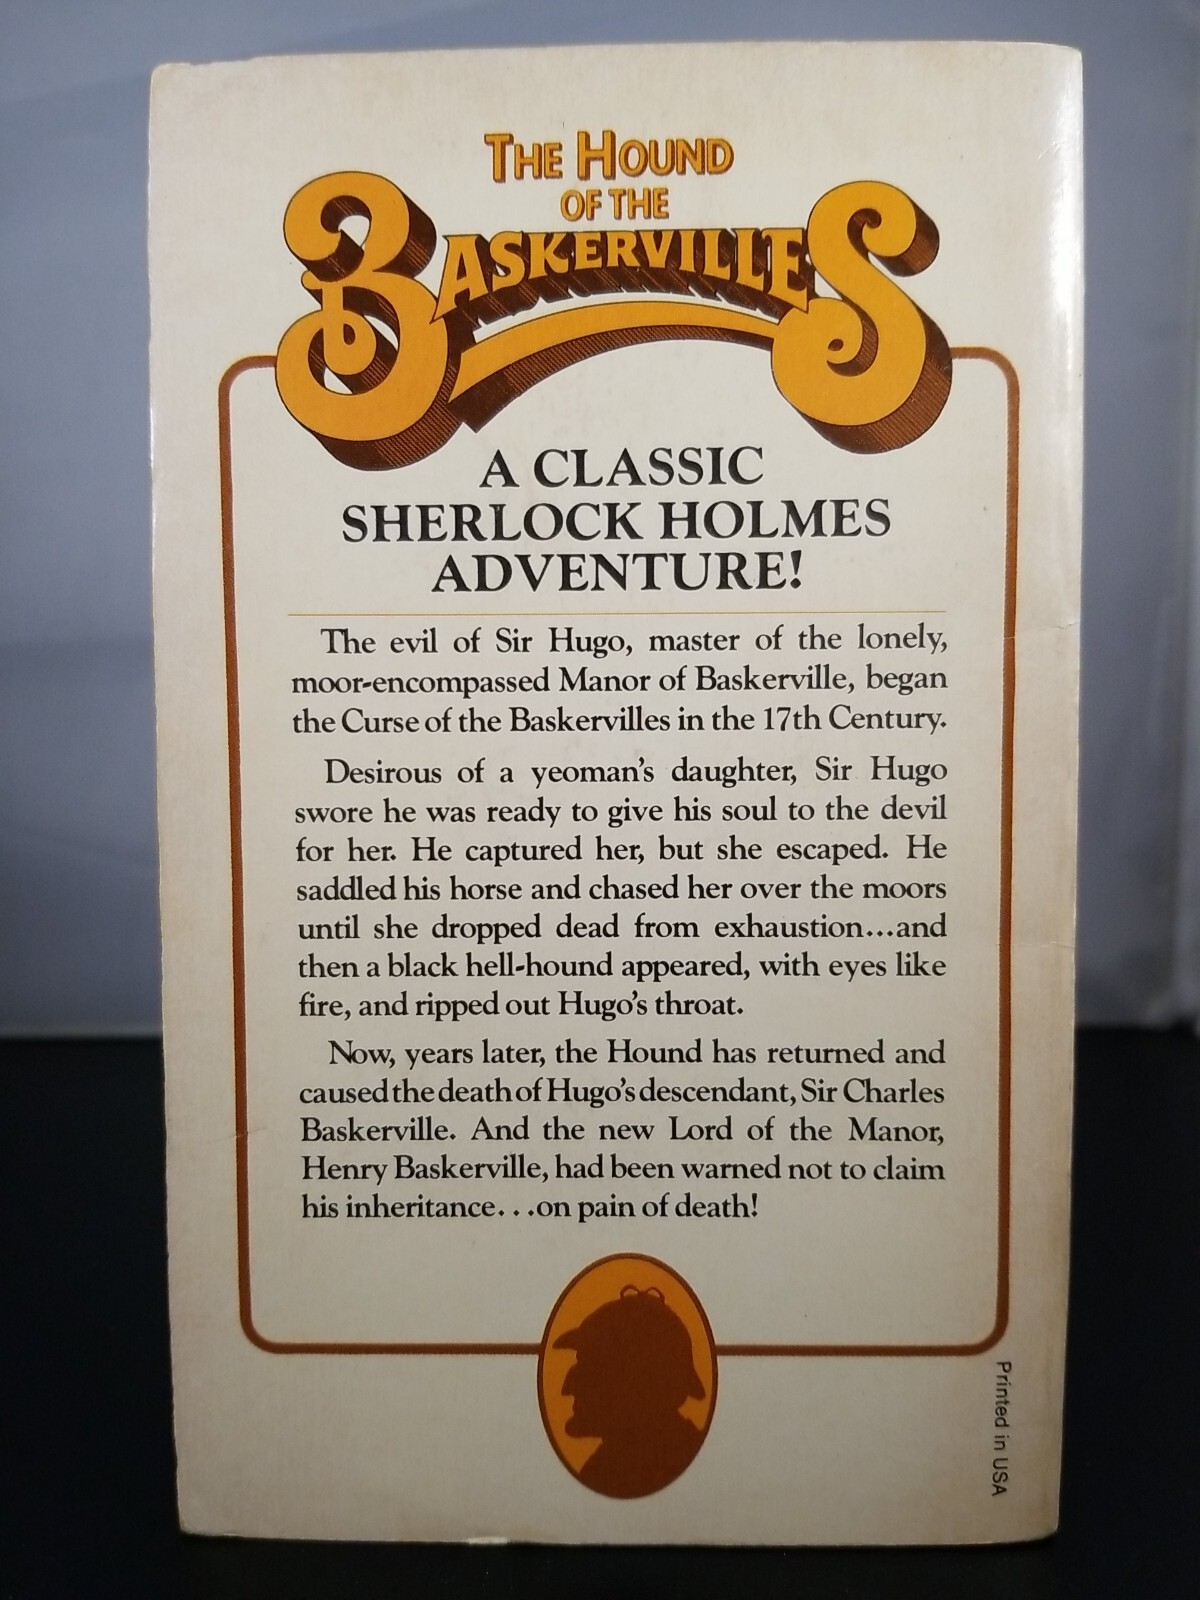 THE HOUND
OF THE
BASKERVILLES
A CLASSIC
SHERLOCK HOLMES
ADVENTURE!
The evil of Sir Hugo, master of the lonely,
moor-encompassed Manor of Baskerville, began
the Curse of the Baskervilles in the 17th Century.
Desirous of a yeoman's daughter, Sir Hugo
swore he was ready to give his soul to the devil
for her. He captured her, but she escaped. He
saddled his horse and chased her over the moors
until she dropped dead from exhaustion...and
then a black hell-hound appeared, with eyes like
fire, and ripped out Hugo's throat.
Now, years later, the Hound has returned and
caused the death of Hugo's descendant, Sir Charles
Baskerville. And the new Lord of the Manor,
Henry Baskerville, had been warned not to claim
his inheritance...on pain of death!
Printed in USA